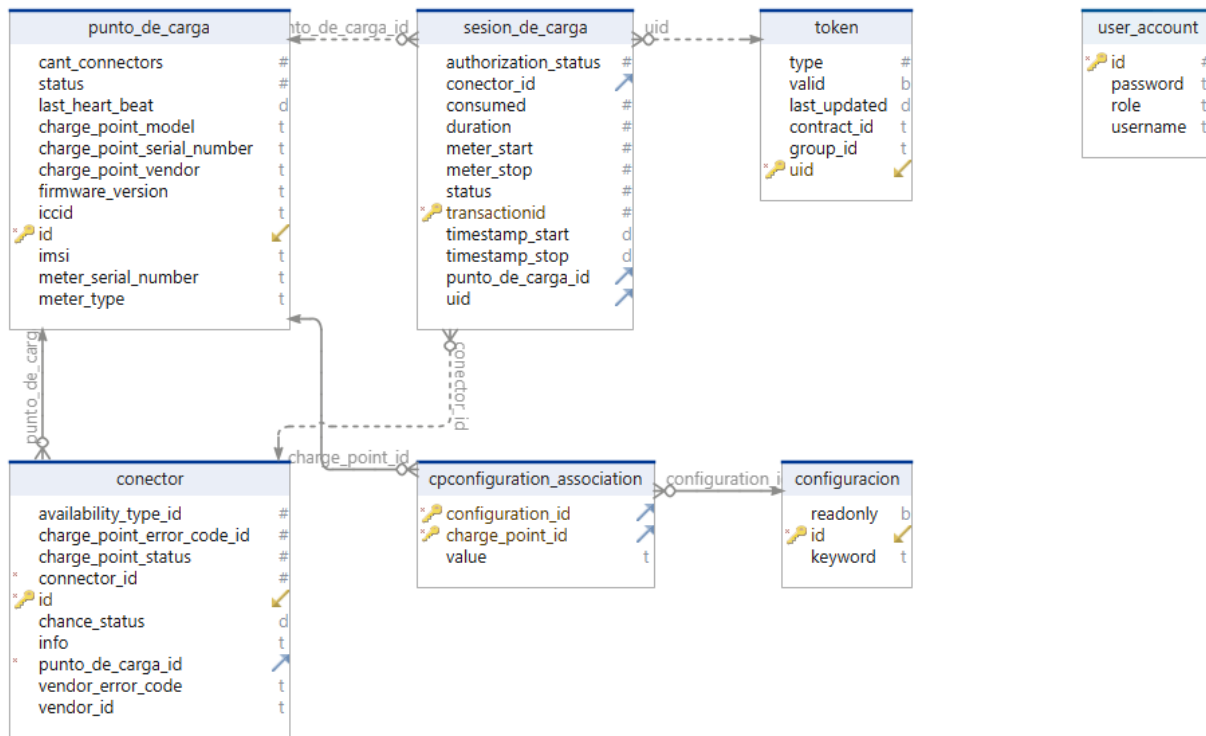 punto_de_carga
cant_connectors #
status #
last_heart_beat d
charge_point_model t
charge_point_serial_number t
charge_point_vendor t
firmware_version t
iccid t
id
imsi t
meter_serial_number t
meter_type t
nto_de_carga_id
sesion_de_carga
authorization_status #
conector_id
consumed #
duration #
meter_start #
meter_stop #
status #
transactionid #
timestamp_start d
timestamp_stop d
punto_de_carga_id
uid
uid
token
type #
valid b
last_updated d
contract_id t
group_id t
uid
user_account
id #
password t
role t
username t
punto_de_carg
conector_id
charge_point_id
conector
availability_type_id #
charge_point_error_code_id #
charge_point_status #
connector_id #
id
chance_status d
info t
punto_de_carga_id
vendor_error_code t
vendor_id t
cpconfiguration_association
configuration_id
charge_point_id
value t
configuration_i
configuracion
readonly b
id
keyword t